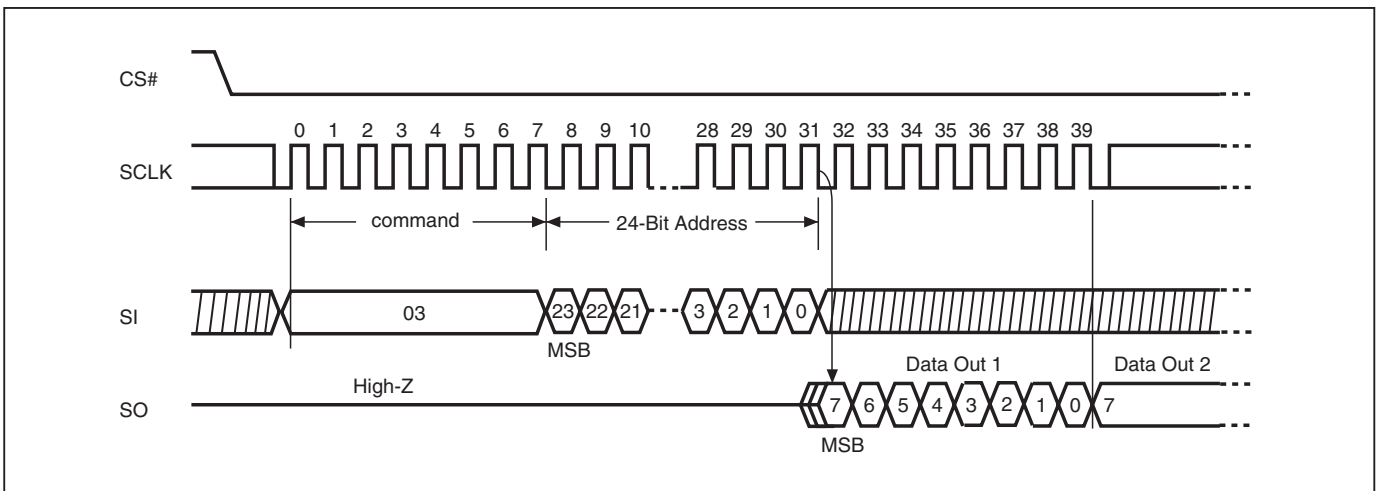 CS#
0 1 2 3 4 5 6 7 8 9 10 28 29 30 31 32 33 34 35 36 37 38 39
SCLK
command 24-Bit Address
SI 03 23 22 21 3 2 1 0
MSB
Data Out 1 Data Out 2
High-Z
SO 7 6 5 4 3 2 1 0 7
MSB